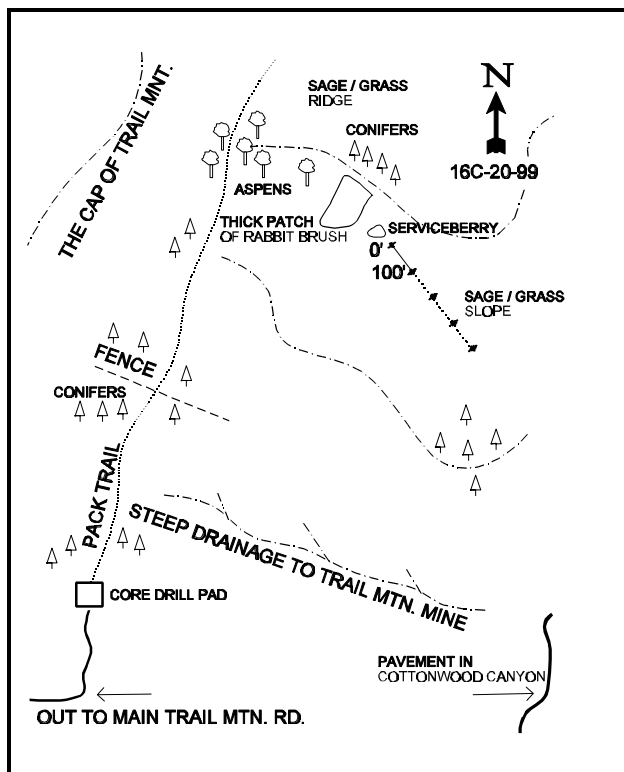 THE CAP OF TRAIL MNT.
SAGE / GRASS
RIDGE
N
16C-20-99
CONIFERS
ASPENS
THICK PATCH
OF RABBIT BRUSH
SERVICEBERRY
0'
100'
SAGE / GRASS
SLOPE
FENCE
CONIFERS
PACK TRAIL
STEEP DRAINAGE TO TRAIL MTN. MINE
CORE DRILL PAD
PAVEMENT IN
COTTONWOOD CANYON
OUT TO MAIN TRAIL MTN. RD.